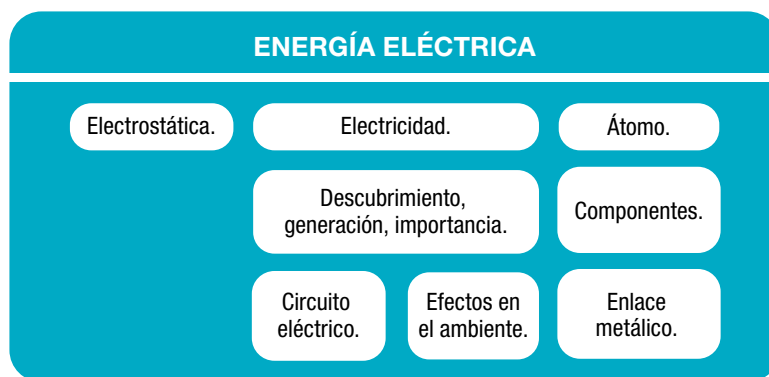 ENERGÍA ELÉCTRICA
Electrostática.
Electricidad.
Átomo.
Descubrimiento,
generación, importancia.
Componentes.
Circuito
eléctrico.
Efectos en
el ambiente.
Enlace
metálico.